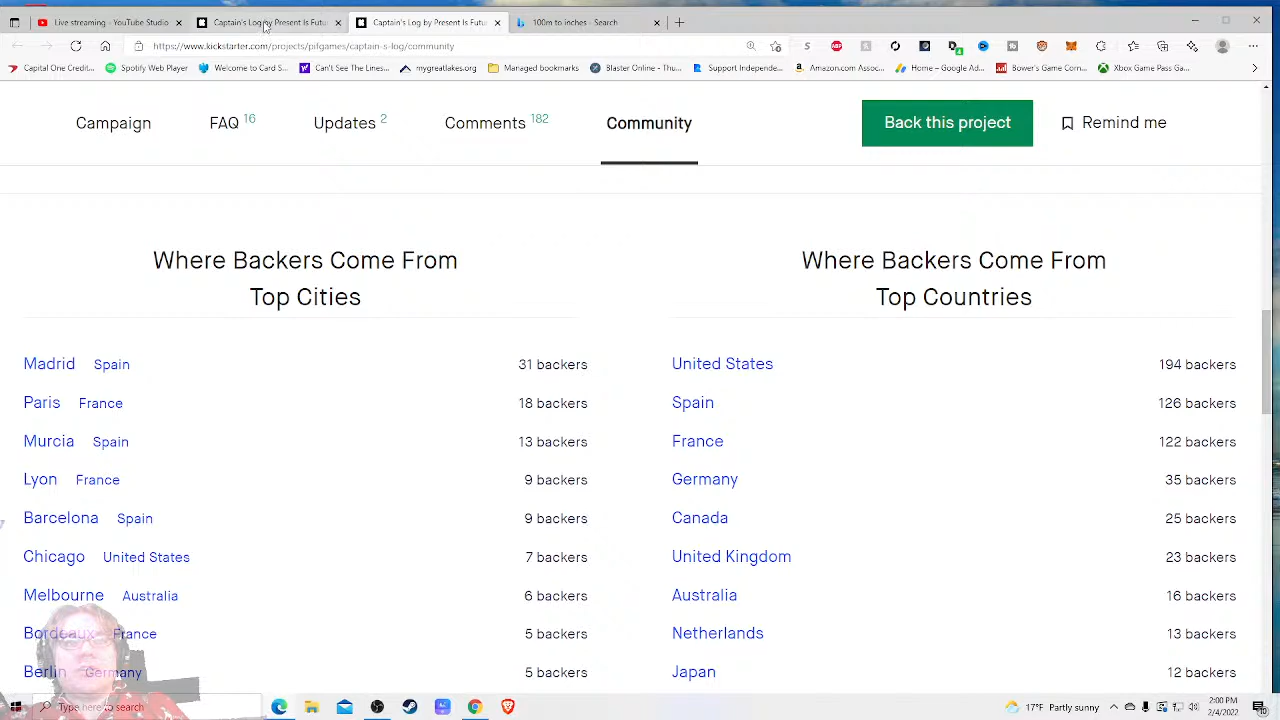 Live streaming - YouTube Studio
Captain's Log by Present Is Futu
Captain's Log by Present Is Futu
100m to inches - Search
https://www.kickstarter.com/projects/pifgames/captain-s-log/community
Capital One Credit...
Spotify Web Player
Welcome to Card S...
Can't See The Ones...
mygreatlakes.org
Managed bookmarks
Blaster Online - Thu...
Support Independe...
Amazon.com Assoc...
Home – Google Ad...
Bower's Game Corn...
Xbox Game Pass Ga...
Campaign FAQ 16 Updates 2 Comments 182 Community Back this project Remind me
Where Backers Come From
Top Cities
Madrid Spain 31 backers
Paris France 18 backers
Murcia Spain 13 backers
Lyon France 9 backers
Barcelona Spain 9 backers
Chicago United States 7 backers
Melbourne Australia 6 backers
Bordeaux France 5 backers
Berlin Germany 5 backers
Where Backers Come From
Top Countries
United States 194 backers
Spain 126 backers
France 122 backers
Germany 35 backers
Canada 25 backers
United Kingdom 23 backers
Australia 16 backers
Netherlands 13 backers
Japan 12 backers
Type here to search
17°F Partly sunny
2:00 PM
2/4/2022